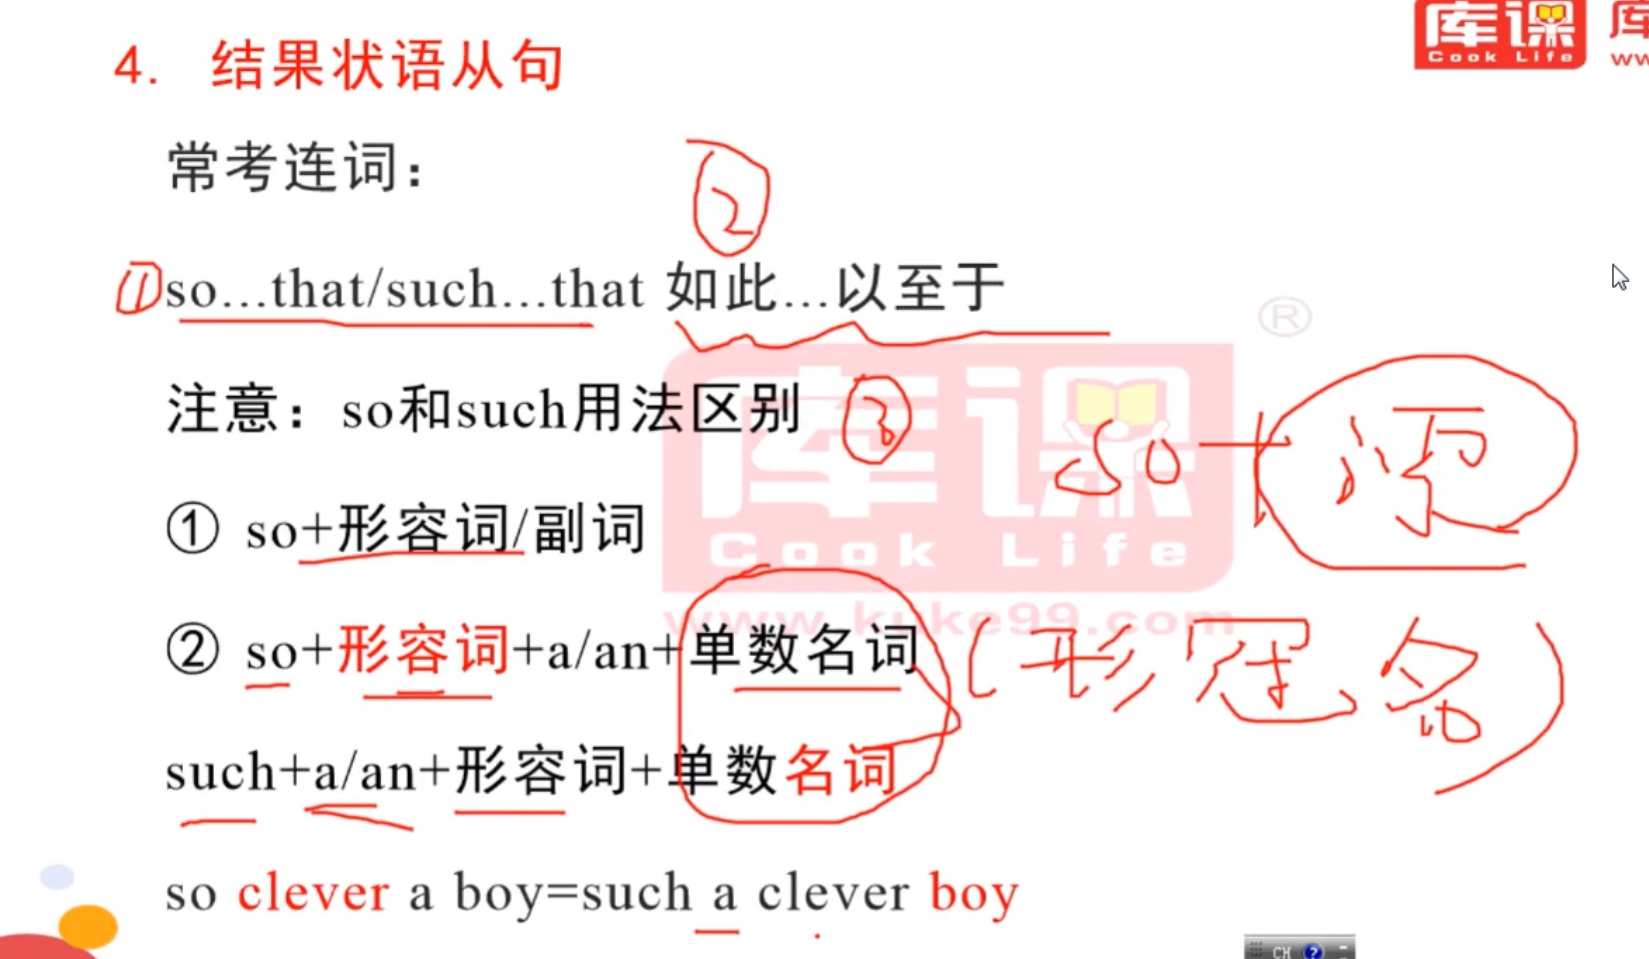 库课
Cook Life
4. 结果状语从句
常考连词：
②
①so...that/such...that 如此...以至于
®
注意：so和such用法区别 ③
库课
so
① so+形容词/副词
Cook Life
www.kuke99.com
② so+形容词+a/an+单数名词 (形冠名)
such+a/an+形容词+单数名词
so clever a boy=such a clever boy
CH